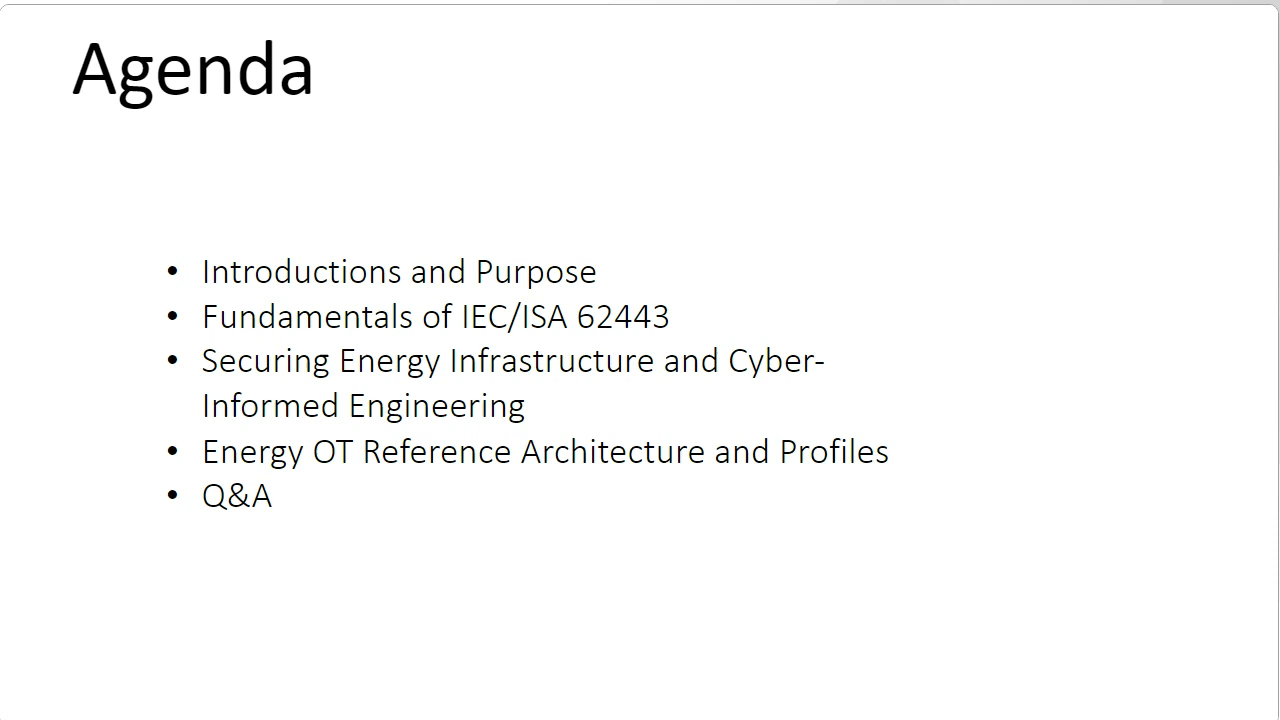 Agenda
• Introductions and Purpose
• Fundamentals of IEC/ISA 62443
• Securing Energy Infrastructure and Cyber-
Informed Engineering
• Energy OT Reference Architecture and Profiles
• Q&A